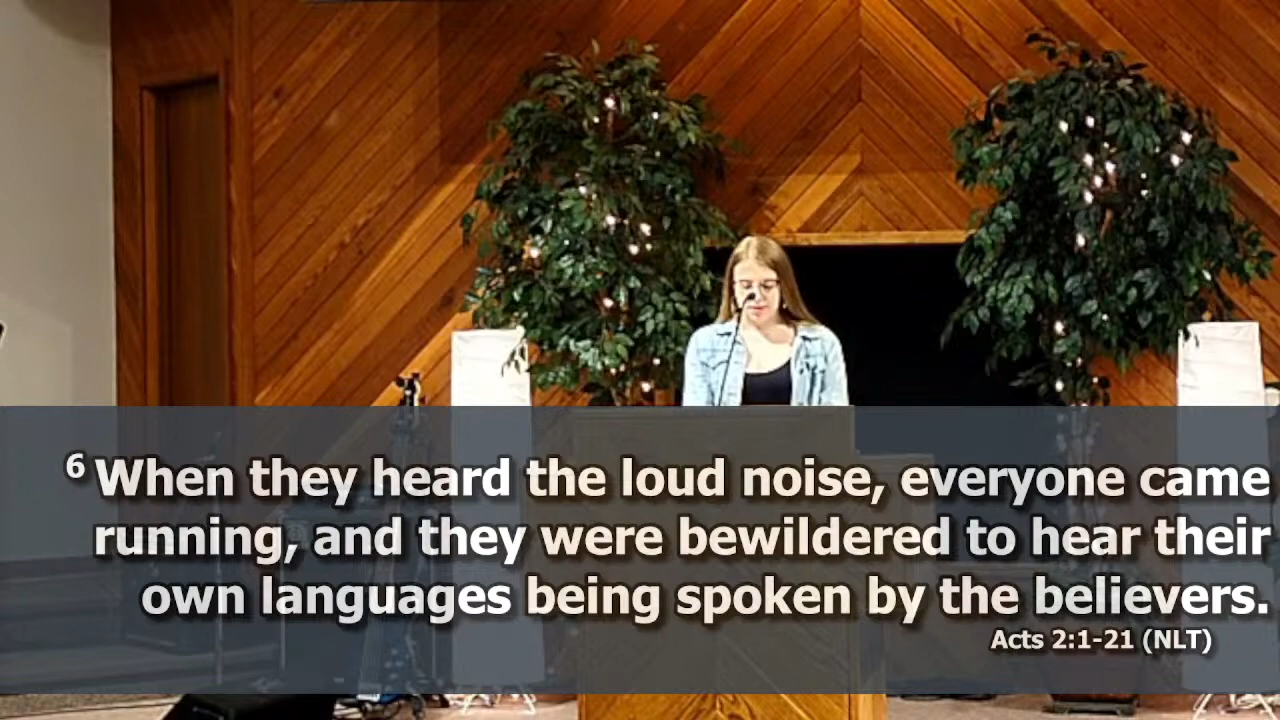 6 When they heard the loud noise, everyone came
running, and they were bewildered to hear their
own languages being spoken by the believers.
Acts 2:1-21 (NLT)